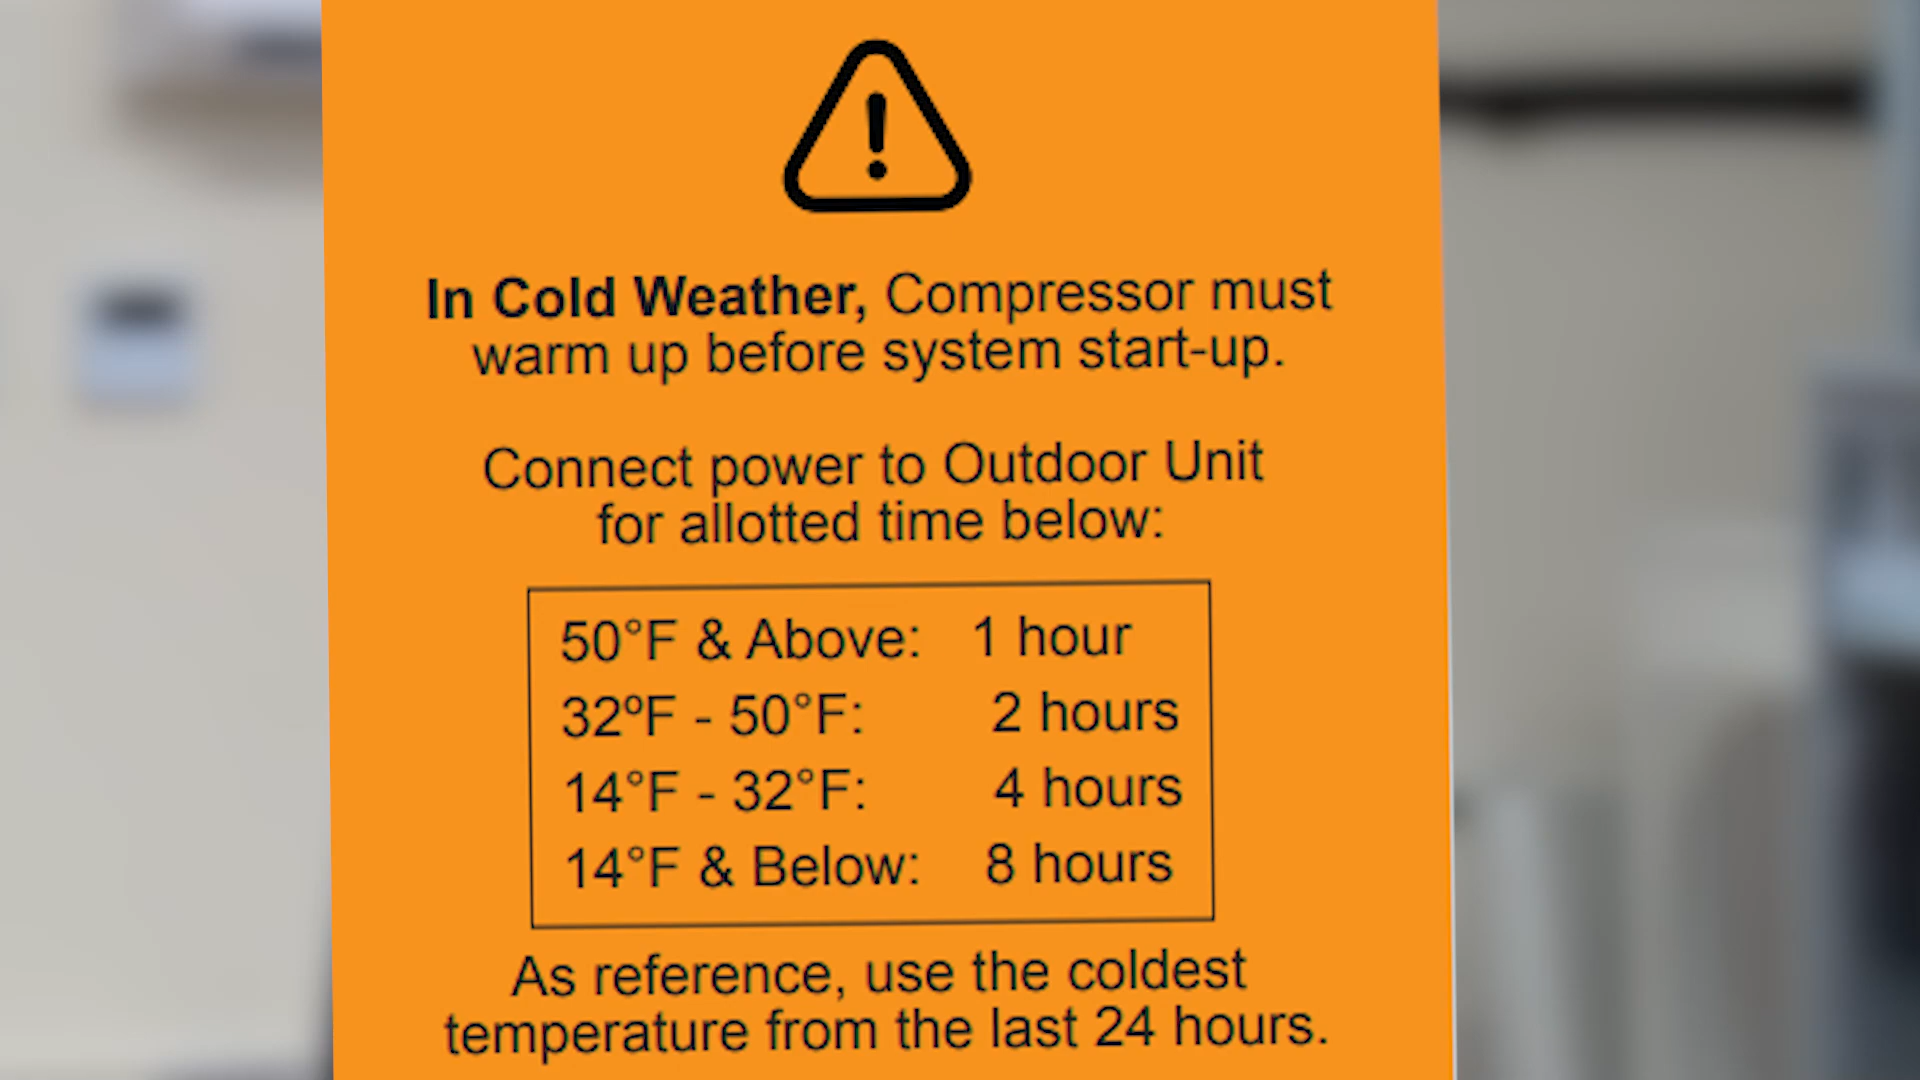 In Cold Weather, Compressor must
warm up before system start-up.
Connect power to Outdoor Unit
for allotted time below:
50°F & Above: 1 hour
32ºF - 50°F: 2 hours
14°F - 32°F: 4 hours
14°F & Below: 8 hours
As reference, use the coldest
temperature from the last 24 hours.